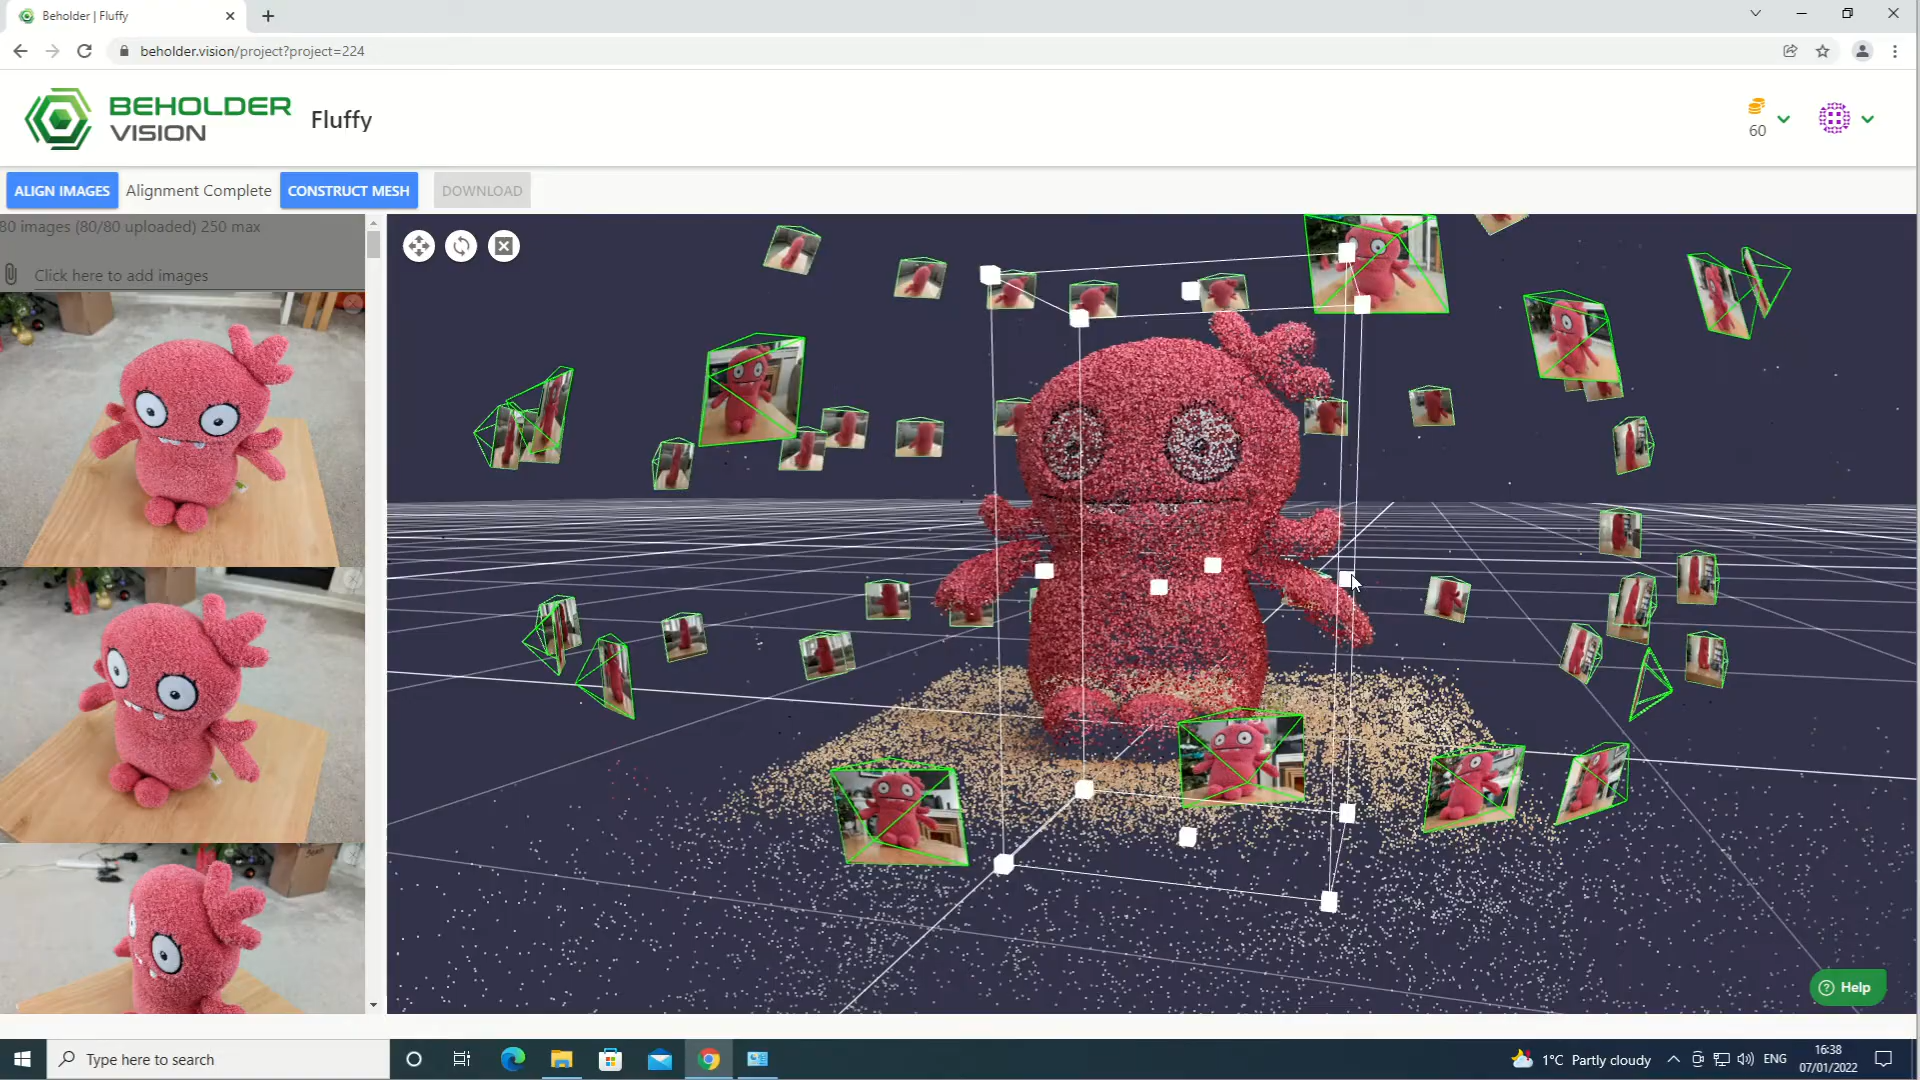 Beholder | Fluffy
beholder.vision/project?project=224
BEHOLDER
VISION
Fluffy
60
ALIGN IMAGES
Alignment Complete
CONSTRUCT MESH
DOWNLOAD
80 images (80/80 uploaded) 250 max
Click here to add images
Help
Type here to search
1°C Partly cloudy
ENG
16:38
07/01/2022